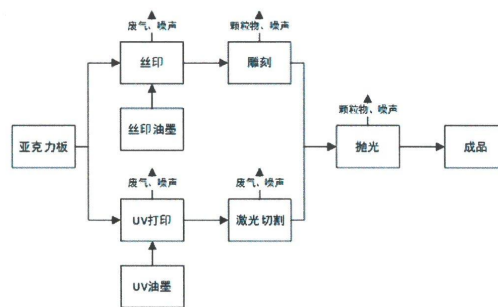 废气、噪声
颗粒物、噪声
丝印
雕刻
颗粒物、噪声
丝印油墨
亚克力板
抛光
成品
废气、噪声
废气、噪声
UV打印
激光切割
UV油墨